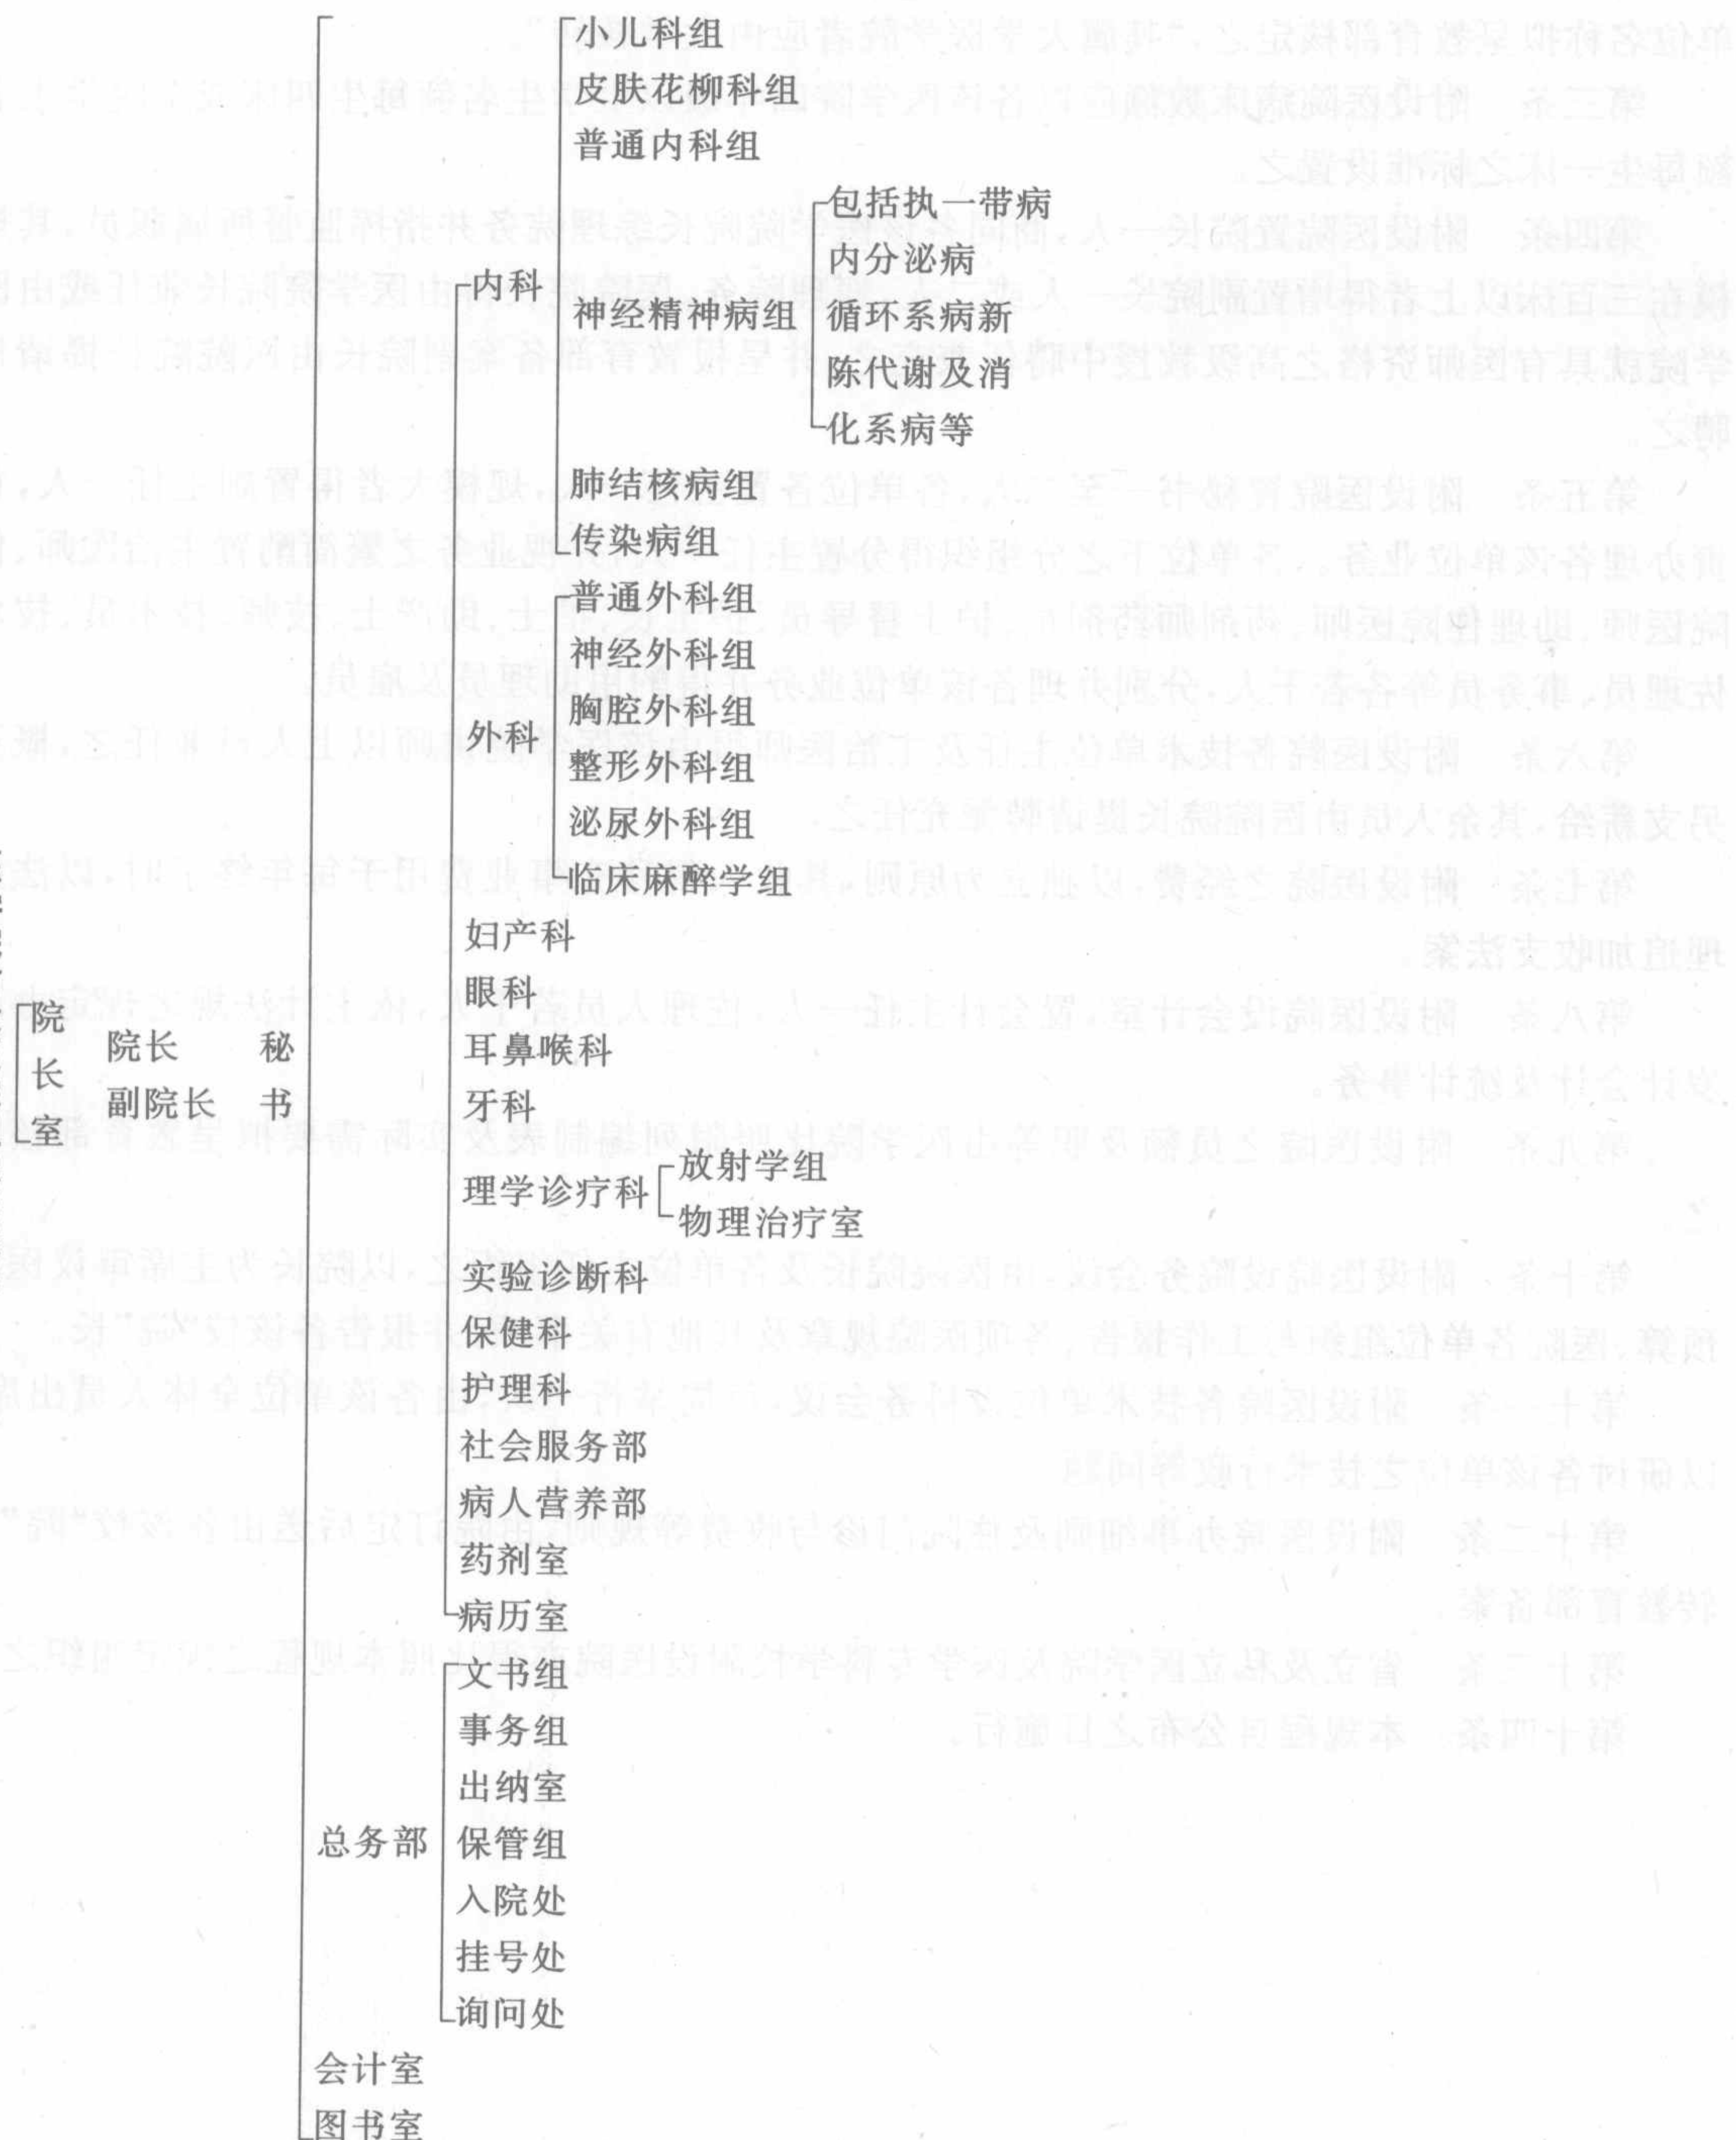 小儿科组
皮肤花柳科组
普通内科组
包括执一带病
内分泌病
内科
神经精神病组
循环系病新
陈代谢及消
化系病等
肺结核病组
传染病组
普通外科组
神经外科组
胸腔外科组
外科
整形外科组
泌尿外科组
临床麻醉学组
妇产科
眼科
院长室
院长 秘
副院长 书
耳鼻喉科
牙科
理学诊疗科
放射学组
物理治疗室
实验诊断科
保健科
护理科
社会服务部
病人营养部
药剂室
病历室
文书组
事务组
出纳室
总务部
保管组
入院处
挂号处
询问处
会计室
图书室